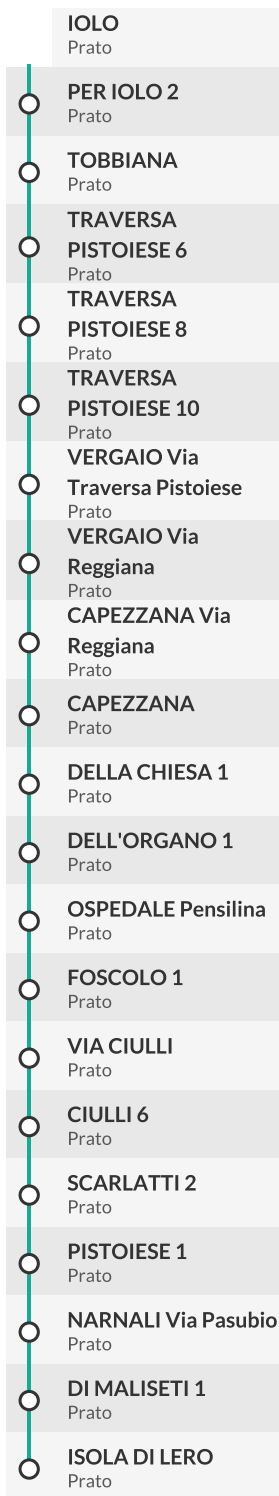 IOLO
Prato
PER IOLO 2
Prato
TOBBIANA
Prato
TRAVERSA
PISTOIESE 6
Prato
TRAVERSA
PISTOIESE 8
Prato
TRAVERSA
PISTOIESE 10
Prato
VERGAIO Via
Traversa Pistoiese
Prato
VERGAIO Via
Reggiana
Prato
CAPEZZANA Via
Reggiana
Prato
CAPEZZANA
Prato
DELLA CHIESA 1
Prato
DELL'ORGANO 1
Prato
OSPEDALE Pensilina
Prato
FOSCOLO 1
Prato
VIA CIULLI
Prato
CIULLI 6
Prato
SCARLATTI 2
Prato
PISTOIESE 1
Prato
NARNALI Via Pasubio
Prato
DI MALISETI 1
Prato
ISOLA DI LERO
Prato